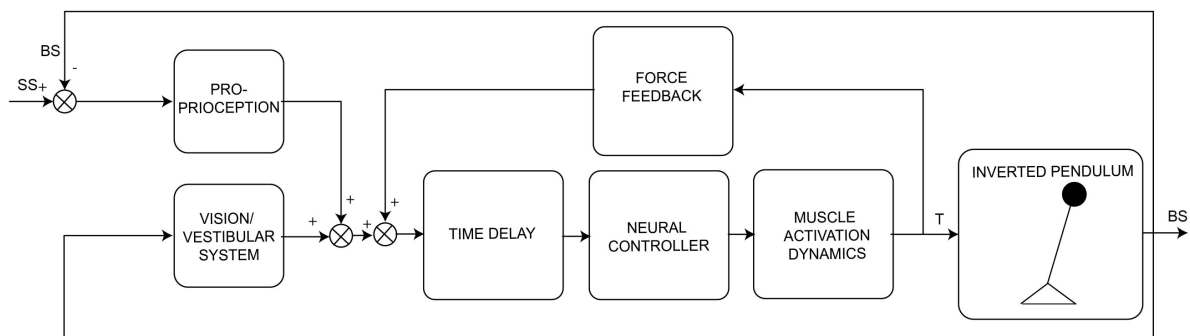 BS
-
SS+
PRO-
PRIOCEPTION
FORCE
FEEDBACK
+
+
+
+
VISION/
VESTIBULAR
SYSTEM
TIME DELAY
NEURAL
CONTROLLER
MUSCLE
ACTIVATION
DYNAMICS
T
INVERTED PENDULUM
BS